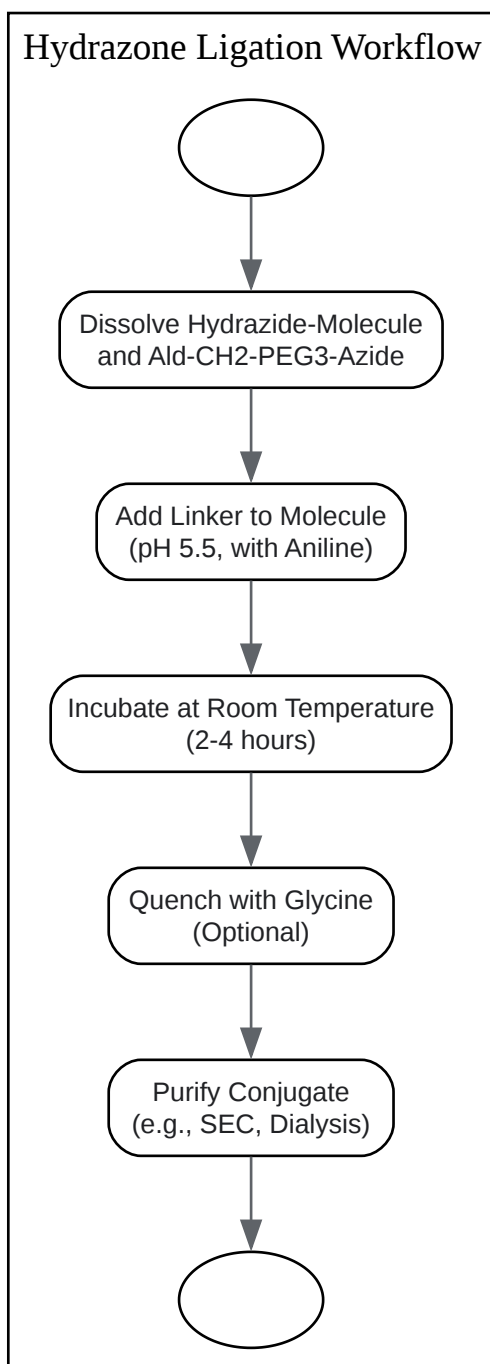 Hydrazone Ligation Workflow
Dissolve Hydrazide-Molecule
and Ald-CH2-PEG3-Azide
Add Linker to Molecule
(pH 5.5, with Aniline)
Incubate at Room Temperature
(2-4 hours)
Quench with Glycine
(Optional)
Purify Conjugate
(e.g., SEC, Dialysis)